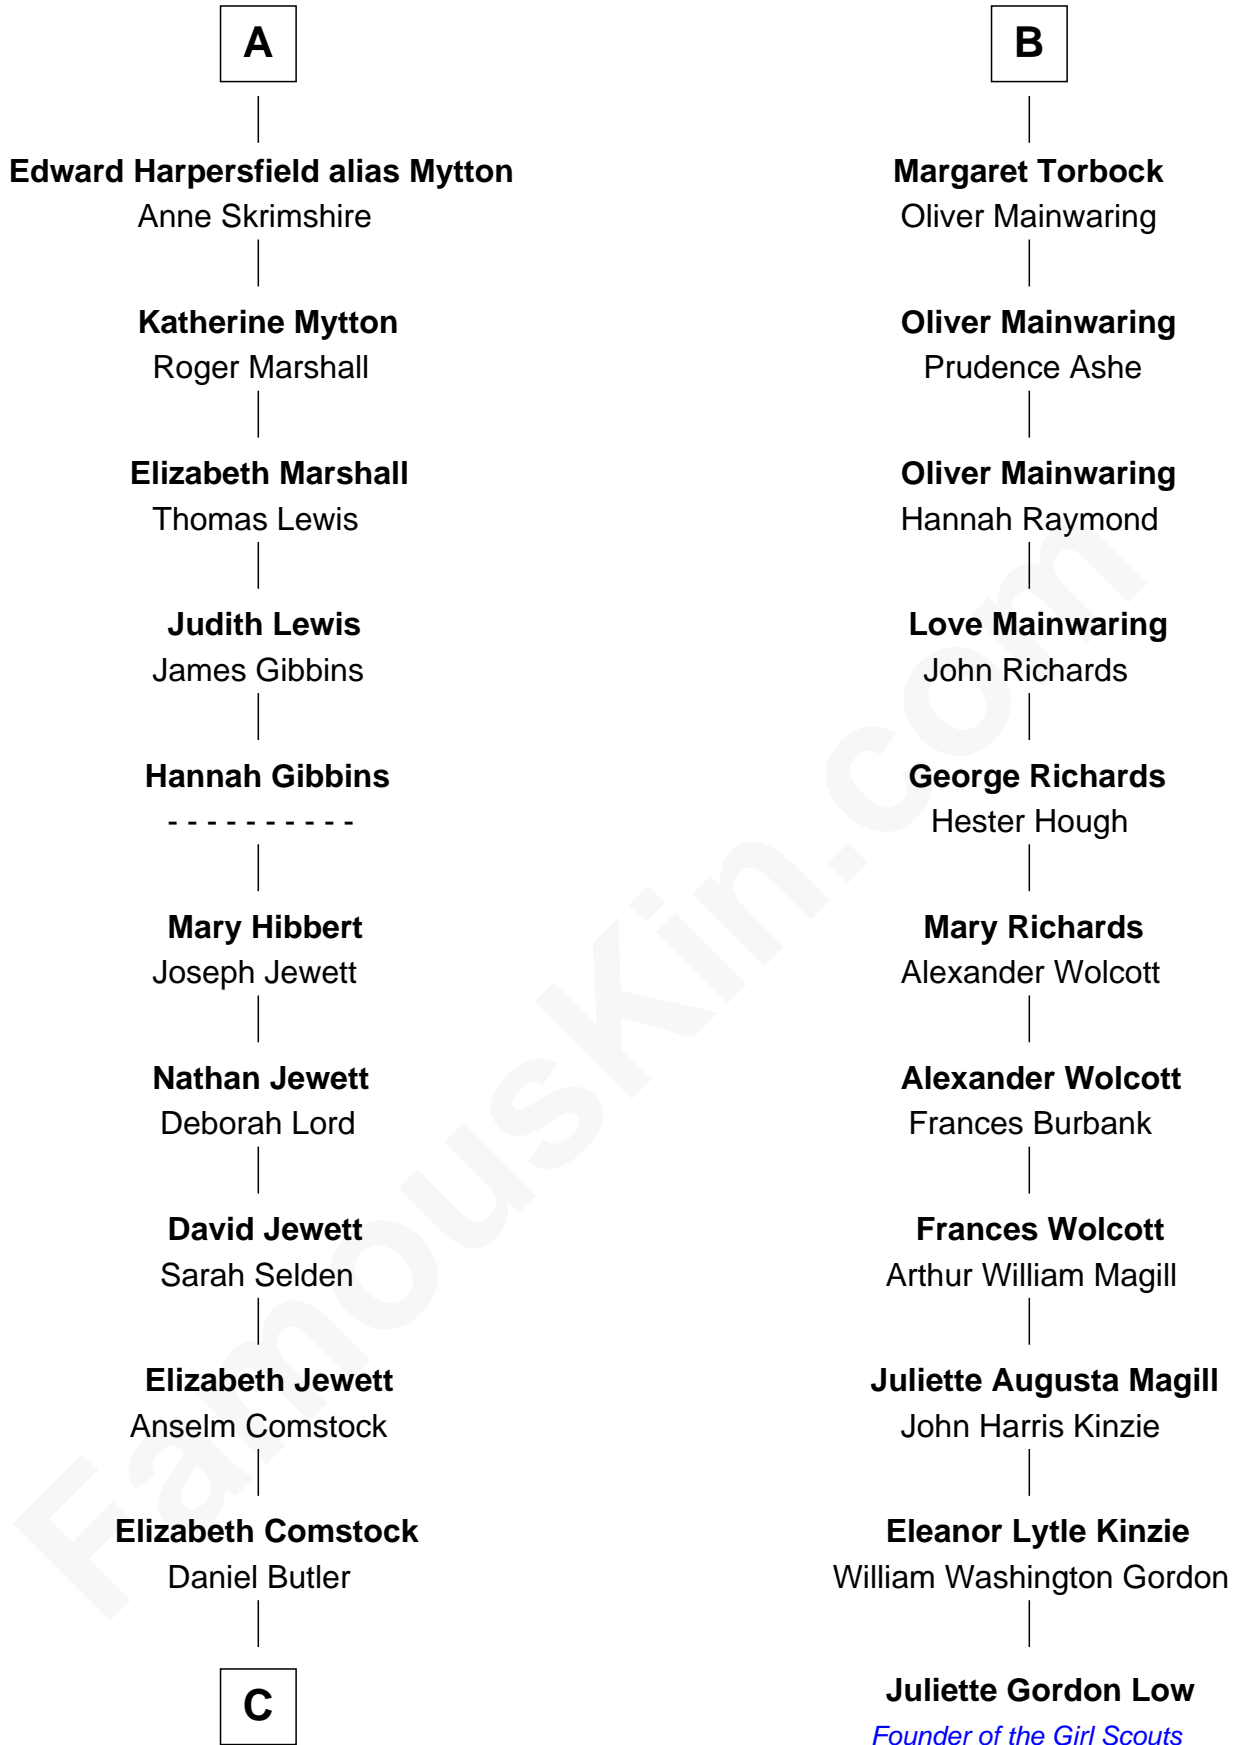 A
Edward Harpersfield alias Mytton
Anne Skrimshire
Katherine Mytton
Roger Marshall
Elizabeth Marshall
Thomas Lewis
Judith Lewis
James Gibbins
Hannah Gibbins
- - - - - - - - - -
Mary Hibbert
Joseph Jewett
Nathan Jewett
Deborah Lord
David Jewett
Sarah Selden
Elizabeth Jewett
Anselm Comstock
Elizabeth Comstock
Daniel Butler
C
B
Margaret Torbock
Oliver Mainwaring
Oliver Mainwaring
Prudence Ashe
Oliver Mainwaring
Hannah Raymond
Love Mainwaring
John Richards
George Richards
Hester Hough
Mary Richards
Alexander Wolcott
Alexander Wolcott
Frances Burbank
Frances Wolcott
Arthur William Magill
Juliette Augusta Magill
John Harris Kinzie
Eleanor Lytle Kinzie
William Washington Gordon
Juliette Gordon Low
Founder of the Girl Scouts
FamousKin.com